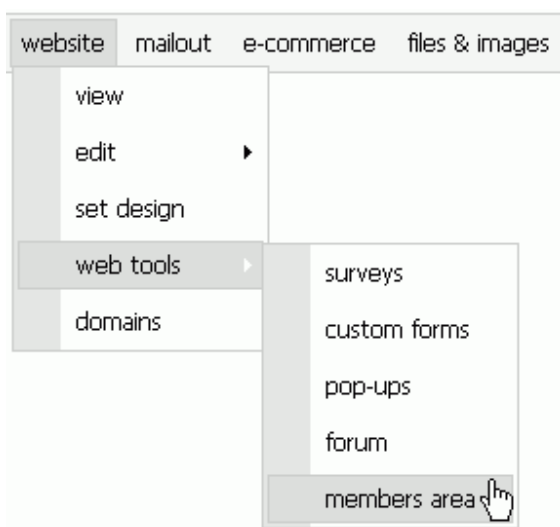 website mailout e-commerce files & images
view
edit
set design
web tools
domains
surveys
custom forms
pop-ups
forum
members area